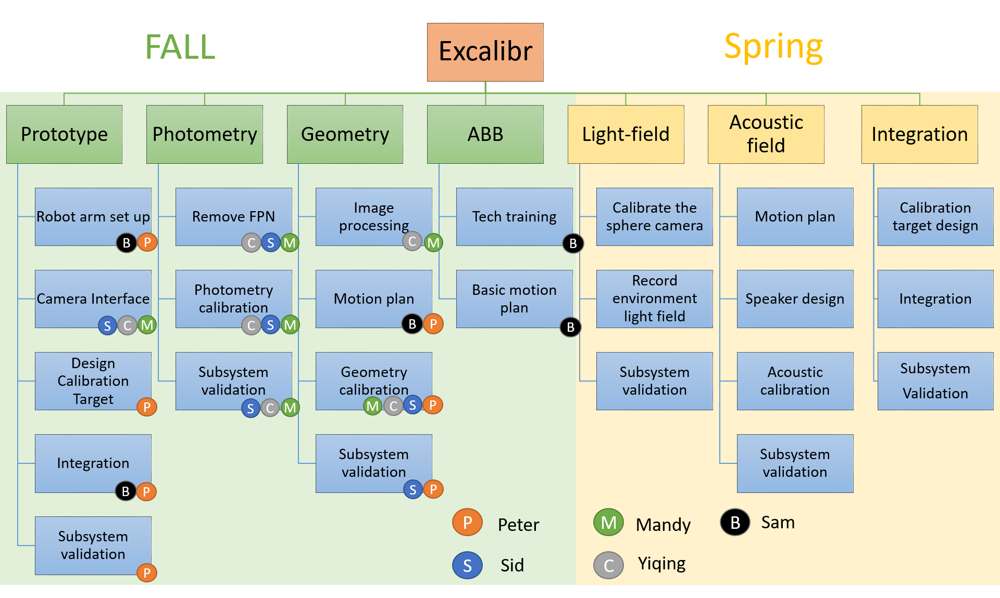 FALL
Excalibr
Spring
Prototype
Photometry
Geometry
ABB
Light-field
Acoustic
field
Integration
Robot arm set up
B P
Camera Interface
S C M
Design
Calibration
Target
P
Integration
B P
Subsystem
validation
P
Remove FPN
C S M
Photometry
calibration
C S M
Subsystem
validation
S C M
Image
processing
C M
Motion plan
B P
Geometry
calibration
M C S P
Subsystem
validation
S P
Tech training
B
Basic motion
plan
B
Calibrate the
sphere camera
Record
environment
light field
Subsystem
validation
Motion plan
Speaker design
Acoustic
calibration
Subsystem
validation
Calibration
target design
Integration
Subsystem
Validation
P Peter
M Mandy
B Sam
S Sid
C Yiqing